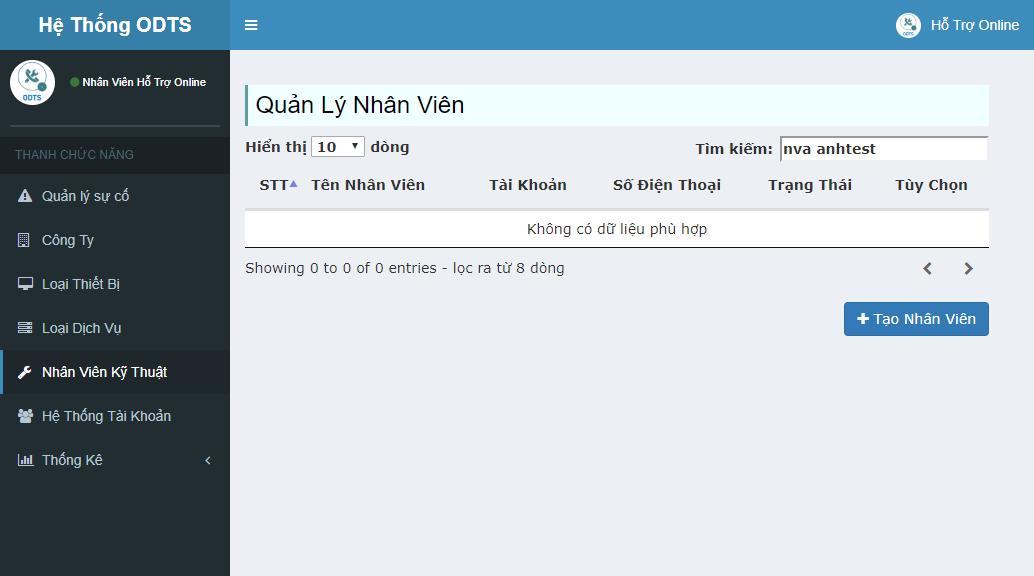 Hệ Thống ODTS
Hỗ Trợ Online
ODTS
ODTS
Nhân Viên Hỗ Trợ Online
THANH CHỨC NĂNG
Quản lý sự cố
Công Ty
Loại Thiết Bị
Loại Dịch Vụ
Nhân Viên Kỹ Thuật
Hệ Thống Tài Khoản
Thống Kê
Quản Lý Nhân Viên
Hiển thị 10 dòng
Tìm kiếm: nva anhtest
STT Tên Nhân Viên Tài Khoản Số Điện Thoại Trạng Thái Tùy Chọn
Không có dữ liệu phù hợp
Showing 0 to 0 of 0 entries - lọc ra từ 8 dòng
Tạo Nhân Viên